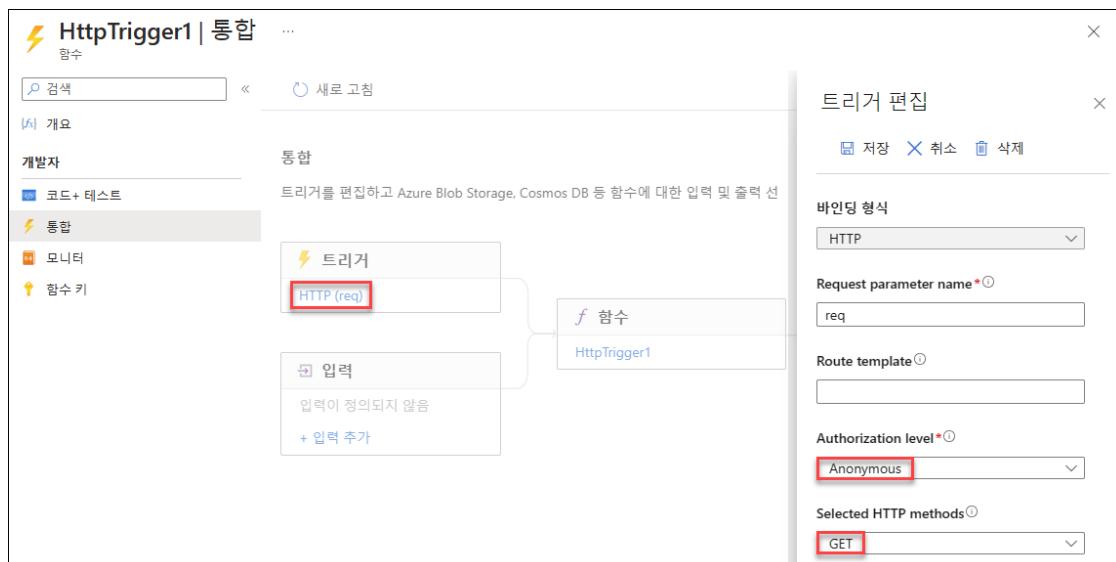 HttpTrigger1 | 통합 ...
함수
검색
«
개요
개발자
코드+ 테스트
통합
모니터
함수 키
새로 고침
통합
트리거를 편집하고 Azure Blob Storage, Cosmos DB 등 함수에 대한 입력 및 출력 선
트리거
HTTP (req)
입력
입력이 정의되지 않음
+ 입력 추가
f 함수
HttpTrigger1
트리거 편집
저장 취소 삭제
바인딩 형식
HTTP
Request parameter name*
req
Route template
Authorization level*
Anonymous
Selected HTTP methods
GET